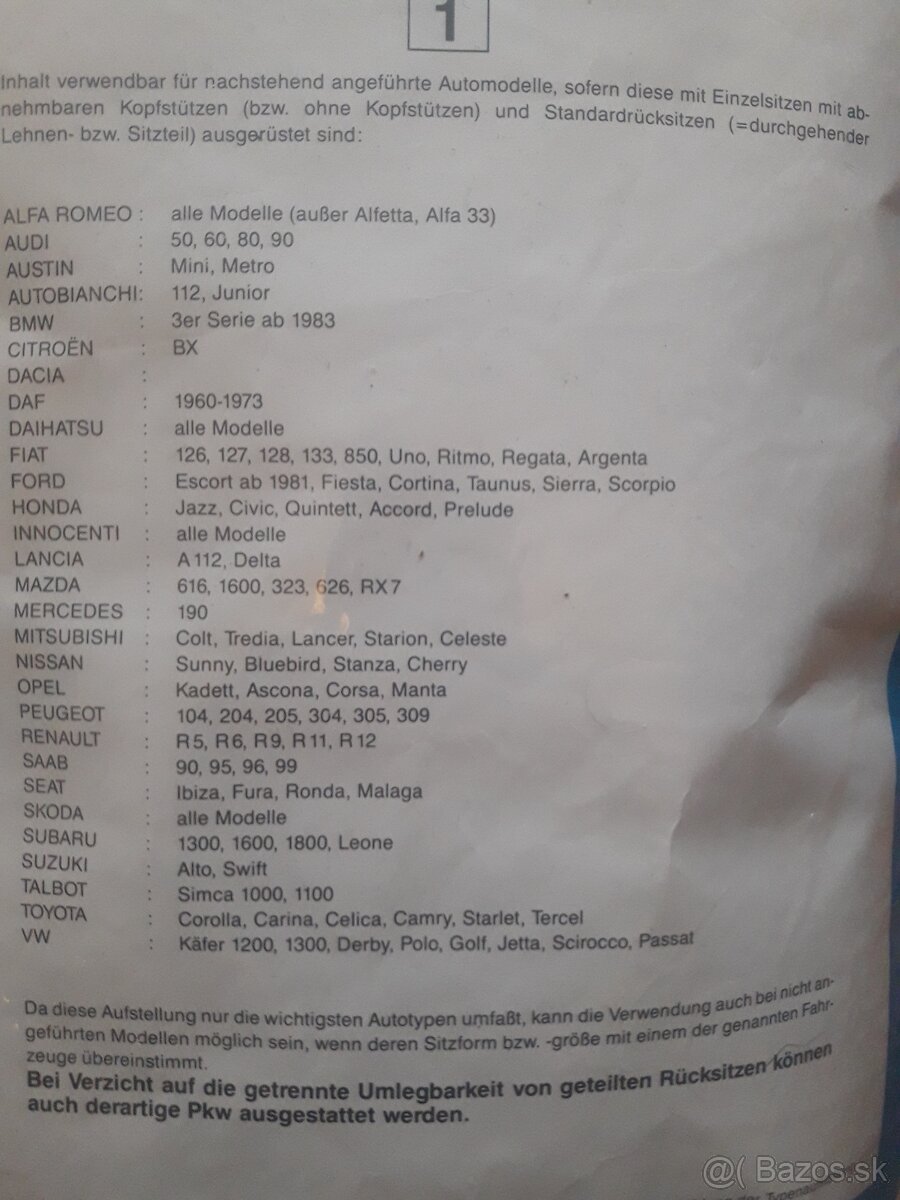 1
Inhalt verwendbar für nachstehend angeführte Automodelle, sofern diese mit Einzelsitzen mit ab-
nehmbaren Kopfstützen (bzw. ohne Kopfstützen) und Standardrücksitzen (=durchgehender
Lehnen- bzw. Sitzteil) ausgerüstet sind:
ALFA ROMEO : alle Modelle (außer Alfetta, Alfa 33)
AUDI : 50, 60, 80, 90
AUSTIN : Mini, Metro
AUTOBIANCHI: 112, Junior
BMW : 3er Serie ab 1983
CITROËN : BX
DACIA :
DAF : 1960-1973
DAIHATSU : alle Modelle
FIAT : 126, 127, 128, 133, 850, Uno, Ritmo, Regata, Argenta
FORD : Escort ab 1981, Fiesta, Cortina, Taunus, Sierra, Scorpio
HONDA : Jazz, Civic, Quintett, Accord, Prelude
INNOCENTI : alle Modelle
LANCIA : A 112, Delta
MAZDA : 616, 1600, 323, 626, RX 7
MERCEDES : 190
MITSUBISHI : Colt, Tredia, Lancer, Starion, Celeste
NISSAN : Sunny, Bluebird, Stanza, Cherry
OPEL : Kadett, Ascona, Corsa, Manta
PEUGEOT : 104, 204, 205, 304, 305, 309
RENAULT : R 5, R 6, R 9, R 11, R 12
SAAB : 90, 95, 96, 99
SEAT : Ibiza, Fura, Ronda, Malaga
SKODA : alle Modelle
SUBARU : 1300, 1600, 1800, Leone
SUZUKI : Alto, Swift
TALBOT : Simca 1000, 1100
TOYOTA : Corolla, Carina, Celica, Camry, Starlet, Tercel
VW : Käfer 1200, 1300, Derby, Polo, Golf, Jetta, Scirocco, Passat
Da diese Aufstellung nur die wichtigsten Autotypen umfaßt, kann die Verwendung auch bei nicht an-
geführten Modellen möglich sein, wenn deren Sitzform bzw. -größe mit einem der genannten Fahr-
zeuge übereinstimmt.
Bei Verzicht auf die getrennte Umlegbarkeit von geteilten Rücksitzen können
auch derartige Pkw ausgestattet werden.
@( Bazos.sk